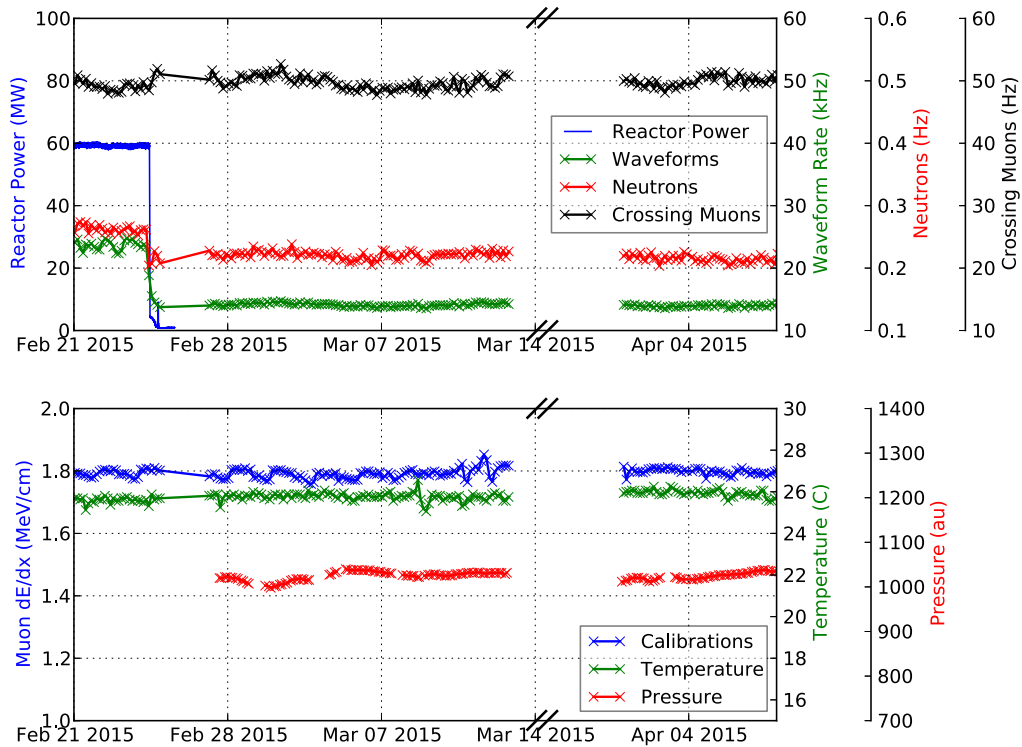 100
80
60
40
20
0
Reactor Power (MW)
60
50
40
30
20
10
Waveform Rate (kHz)
0.6
0.5
0.4
0.3
0.2
0.1
Neutrons (Hz)
60
50
40
30
20
10
Crossing Muons (Hz)
Reactor Power
Waveforms
Neutrons
Crossing Muons
Feb 21 2015
Feb 28 2015
Mar 07 2015
Mar 14 2015
Apr 04 2015
2.0
1.8
1.6
1.4
1.2
1.0
Muon dE/dx (MeV/cm)
30
28
26
24
22
20
18
16
Temperature (C)
1400
1300
1200
1100
1000
900
800
700
Pressure (au)
Calibrations
Temperature
Pressure
Feb 21 2015
Feb 28 2015
Mar 07 2015
Mar 14 2015
Apr 04 2015